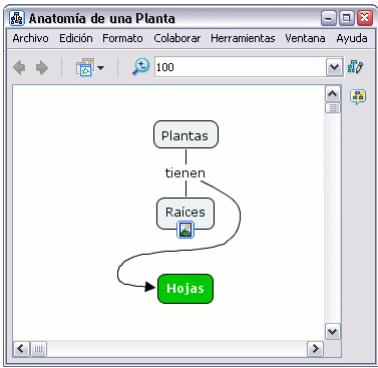 Anatomía de una Planta
Archivo Edición Formato Colaborar Herramientas Ventana Ayuda
100
Plantas
tienen
Raíces
Hojas